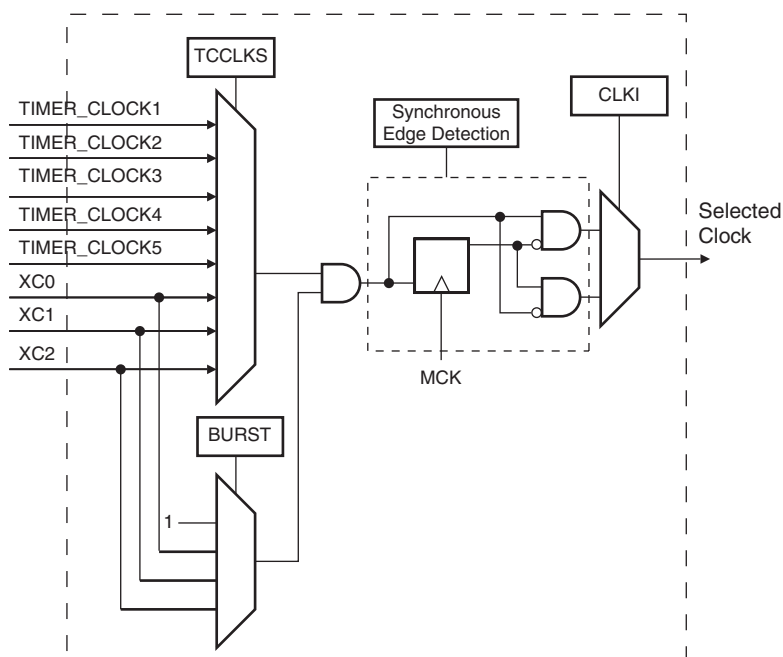 TCCLKS
TIMER_CLOCK1
TIMER_CLOCK2
TIMER_CLOCK3
TIMER_CLOCK4
TIMER_CLOCK5
XC0
XC1
XC2
Synchronous
Edge Detection
CLKI
Selected
Clock
MCK
BURST
1